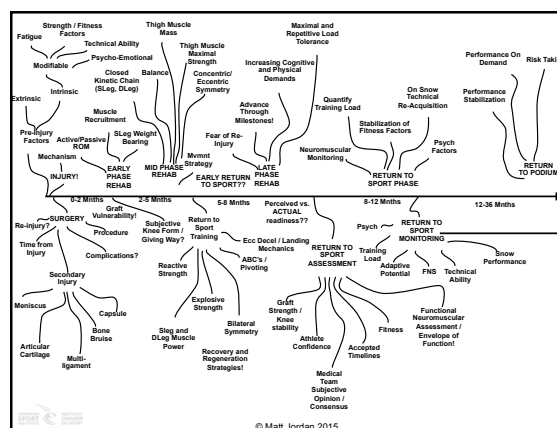 Strength / Fitness
Factors
Fatigue
Technical Ability
Psycho-Emotional
Modifiable
Extrinsic
Intrinsic
Pre-Injury
Factors
Mechanism
INJURY!
Thigh Muscle
Mass
Thigh Muscle
Maximal
Strength
Closed
Kinetic Chain
(SLeg, DLeg)
Balance
Concentric/
Eccentric
Symmetry
Muscle
Recruitment
SLeg Weight
Bearing
Active/Passive
ROM
EARLY
PHASE
REHAB
MID PHASE
REHAB
Mvmnt
Strategy
EARLY RETURN
TO SPORT??
Maximal and
Repetitive Load
Tolerance
Increasing Cognitive
and Physical
Demands
Advance
Through
Milestones!
Fear of Re-
Injury
LATE
PHASE
REHAB
Quantify
Training Load
On Snow
Technical
Re-Acquisition
Stabilization of
Fitness Factors
Neuromuscular
Monitoring
Psych
Factors
RETURN TO
SPORT PHASE
Performance On
Demand
Risk Takin
Performance
Stabilization
RETURN
TO PODIUM
0-2 Mnths
2-5 Mnths
5-8 Mnths
8-12 Mnths
12-36 Mnths
SURGERY
Re-injury?
Graft
Vulnerability!
Procedure
Time from
Injury
Complications?
Secondary
Injury
Meniscus
Capsule
Bone
Bruise
Articular
Cartilage
Multi-
ligament
Subjective
Knee Form /
Giving Way?
Return to
Sport
Training
Ecc Decel / Landing
Mechanics
ABC's /
Pivoting
Reactive
Strength
Explosive
Strength
Bilateral
Symmetry
Sleg and
DLeg Muscle
Power
Recovery and
Regeneration
Strategies!
Perceived vs.
ACTUAL
readiness??
RETURN TO
SPORT
ASSESSMENT
Graft
Strength /
Knee
stability
Athlete
Confidence
Medical
Team
Subjective
Opinion /
Consensus
Accepted
Timelines
Fitness
Functional
Neuromuscular
Assessment /
Envelope of
Function!
RETURN TO
SPORT
MONITORING
Psych
Training
Load
Adaptive
Potential
FNS
Technical
Ability
Snow
Performance
© Matt Jordan 2015